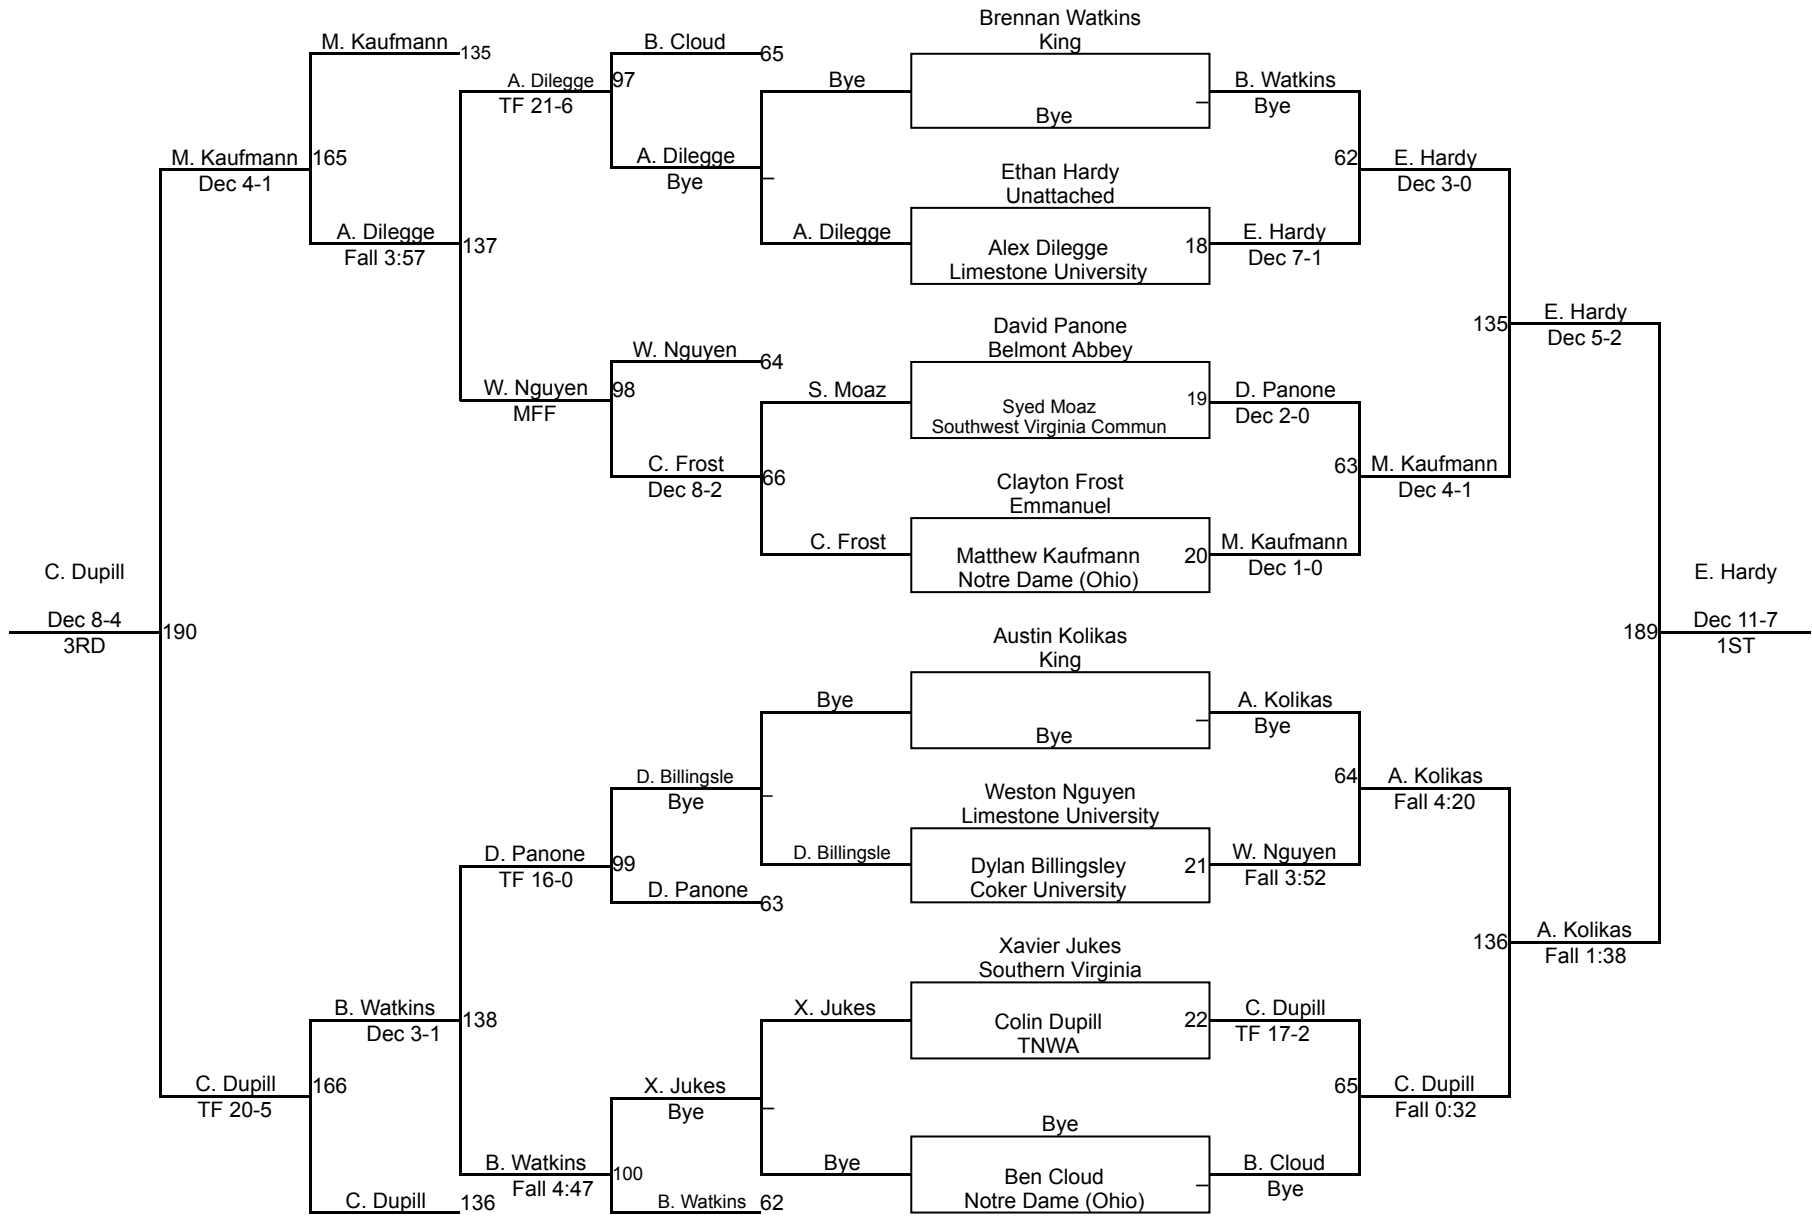 Brennan Watkins
King
M. Kaufmann
135
B. Cloud
65
A. Dilegge
97
TF 21-6
Bye
B. Watkins
Bye
Bye
M. Kaufmann
165
Dec 4-1
A. Dilegge
Bye
Ethan Hardy
Unattached
62
E. Hardy
Dec 3-0
A. Dilegge
137
Fall 3:57
A. Dilegge
Alex Dilegge
Limestone University
18
E. Hardy
Dec 7-1
David Panone
Belmont Abbey
135
E. Hardy
Dec 5-2
W. Nguyen
64
W. Nguyen
98
MFF
S. Moaz
Syed Moaz
Southwest Virginia Commun
19
D. Panone
Dec 2-0
C. Frost
66
Dec 8-2
Clayton Frost
Emmanuel
63
M. Kaufmann
Dec 4-1
C. Frost
Matthew Kaufmann
Notre Dame (Ohio)
20
M. Kaufmann
Dec 1-0
C. Dupill
Dec 8-4
190
3RD
E. Hardy
189
Dec 11-7
1ST
Austin Kolikas
King
Bye
Bye
A. Kolikas
Bye
D. Billingsle
Bye
Weston Nguyen
Limestone University
64
A. Kolikas
Fall 4:20
D. Panone
99
TF 16-0
D. Billingsle
Dylan Billingsley
Coker University
21
W. Nguyen
Fall 3:52
D. Panone
63
Xavier Jukes
Southern Virginia
136
A. Kolikas
Fall 1:38
B. Watkins
138
Dec 3-1
X. Jukes
Colin Dupill
TNWA
22
C. Dupill
TF 17-2
C. Dupill
166
TF 20-5
X. Jukes
Bye
65
C. Dupill
Fall 0:32
Bye
B. Watkins
100
Fall 4:47
Bye
Ben Cloud
Notre Dame (Ohio)
B. Cloud
Bye
C. Dupill
136
B. Watkins
62